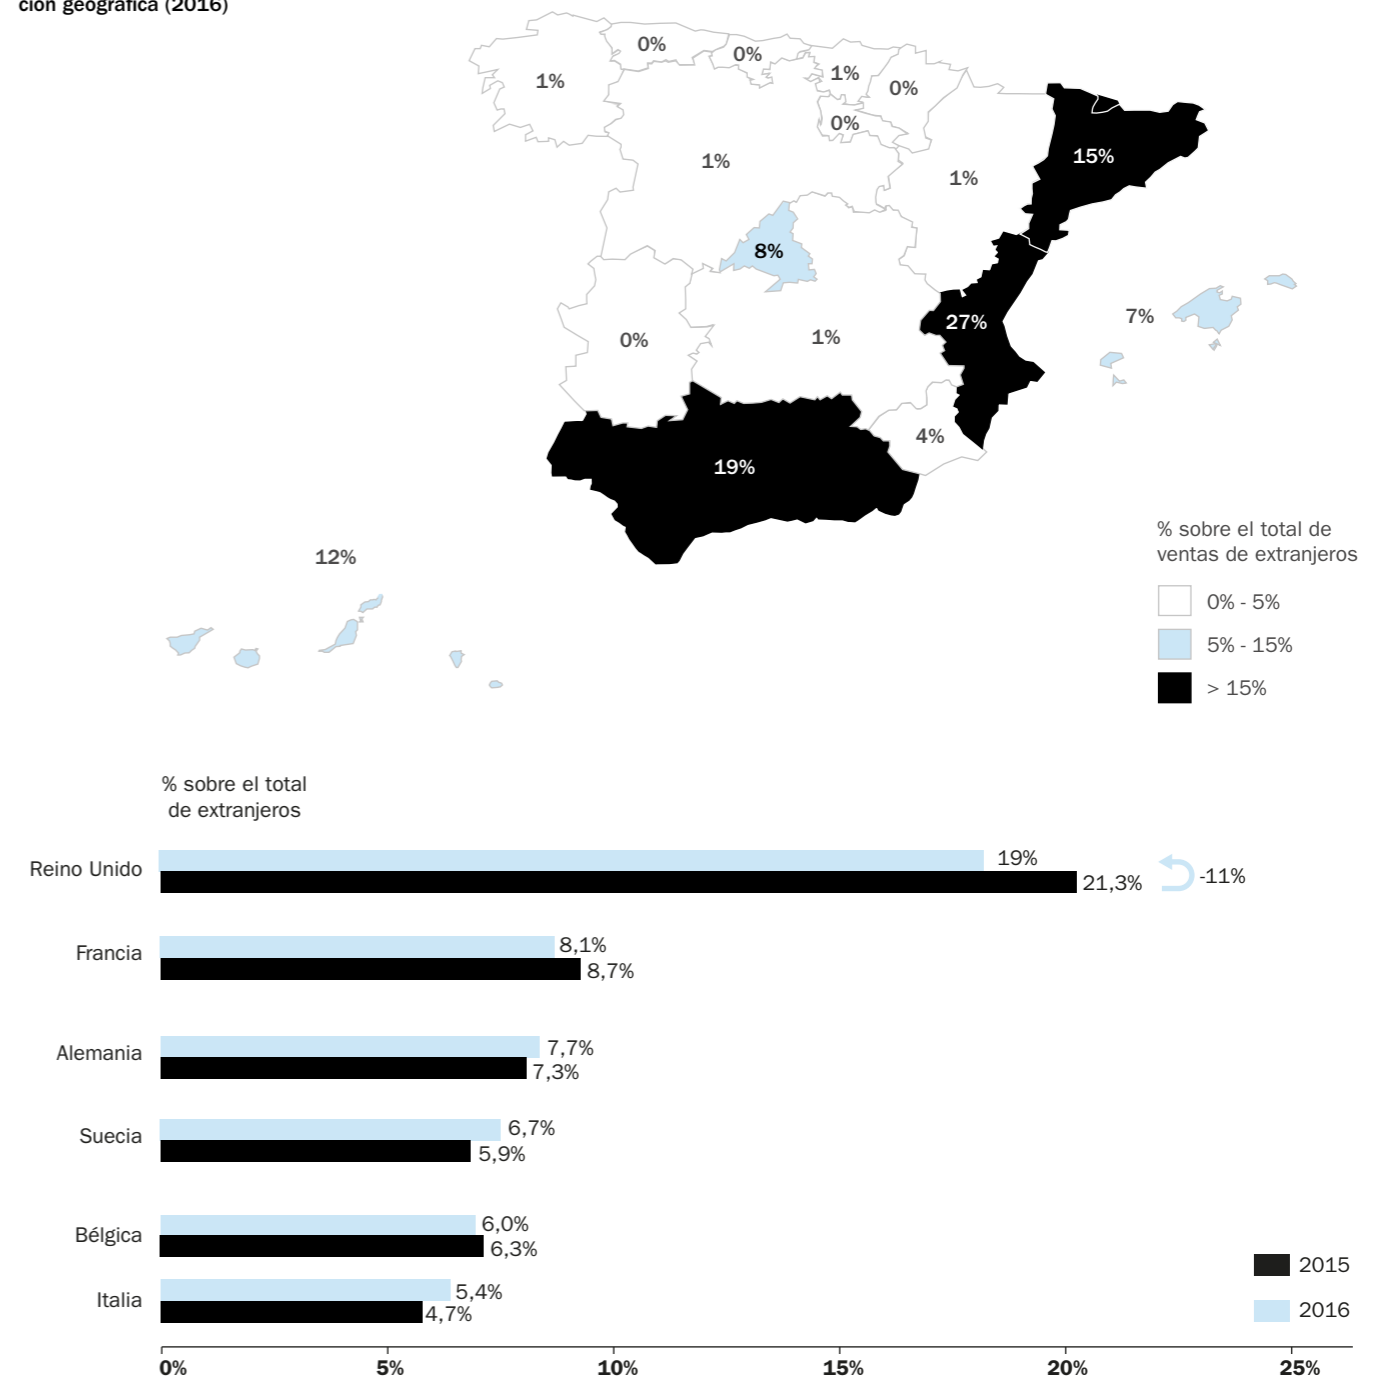 ción geográfica (2016)
0%
0%
1%
1%
0%
0%
15%
1%
1%
8%
7%
27%
0%
1%
4%
19%
12%
% sobre el total de
ventas de extranjeros
0% - 5%
5% - 15%
> 15%
% sobre el total
de extranjeros
Reino Unido
19%
21,3%
-11%
Francia
8,1%
8,7%
Alemania
7,7%
7,3%
Suecia
6,7%
5,9%
Bélgica
6,0%
6,3%
Italia
5,4%
4,7%
2015
2016
0% 5% 10% 15% 20% 25%